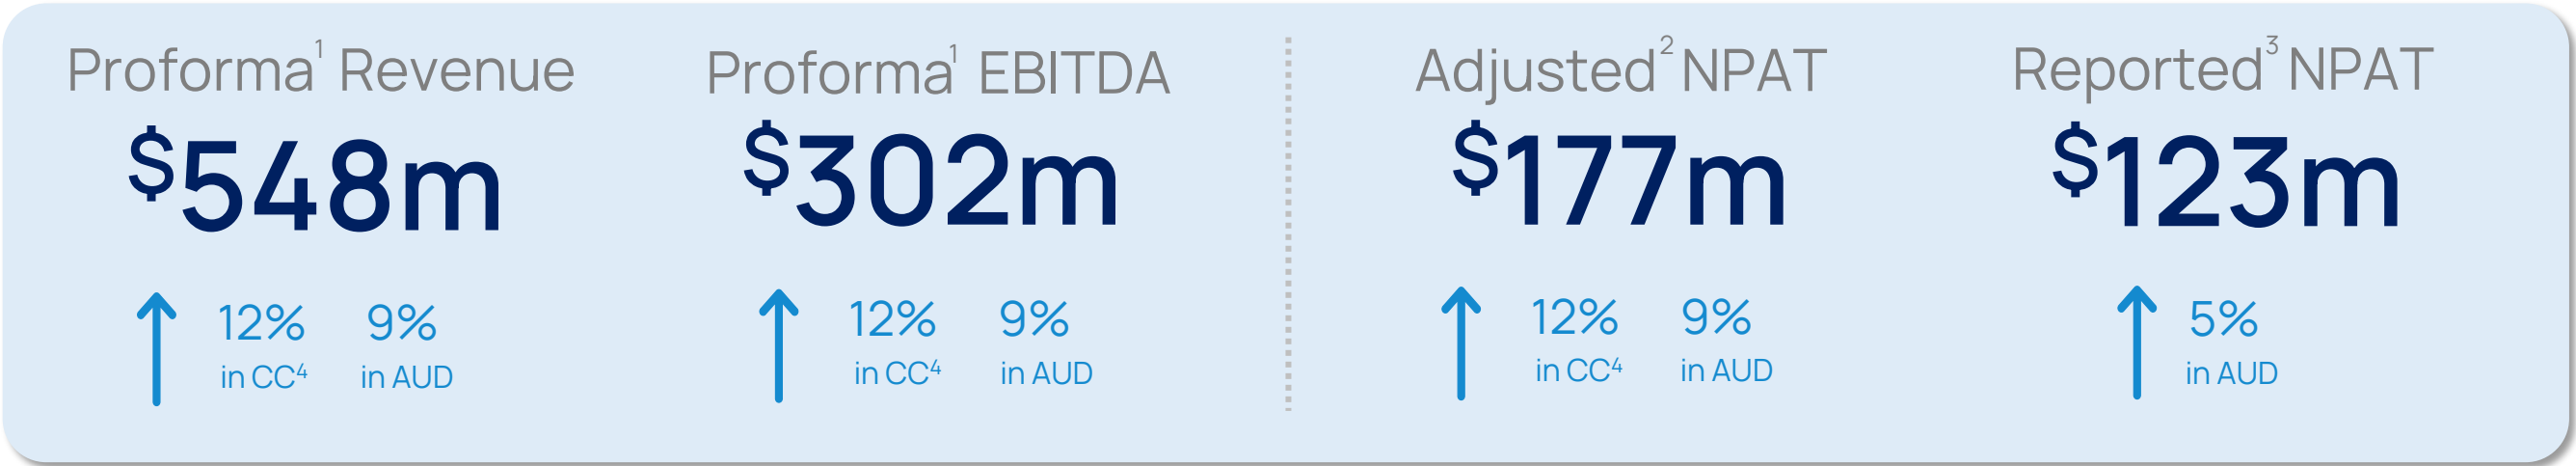 Proforma¹ Revenue
$548m
12% 9%
in CC⁴ in AUD
Proforma¹ EBITDA
$302m
12% 9%
in CC⁴ in AUD
Adjusted² NPAT
$177m
12% 9%
in CC⁴ in AUD
Reported³ NPAT
$123m
5%
in AUD